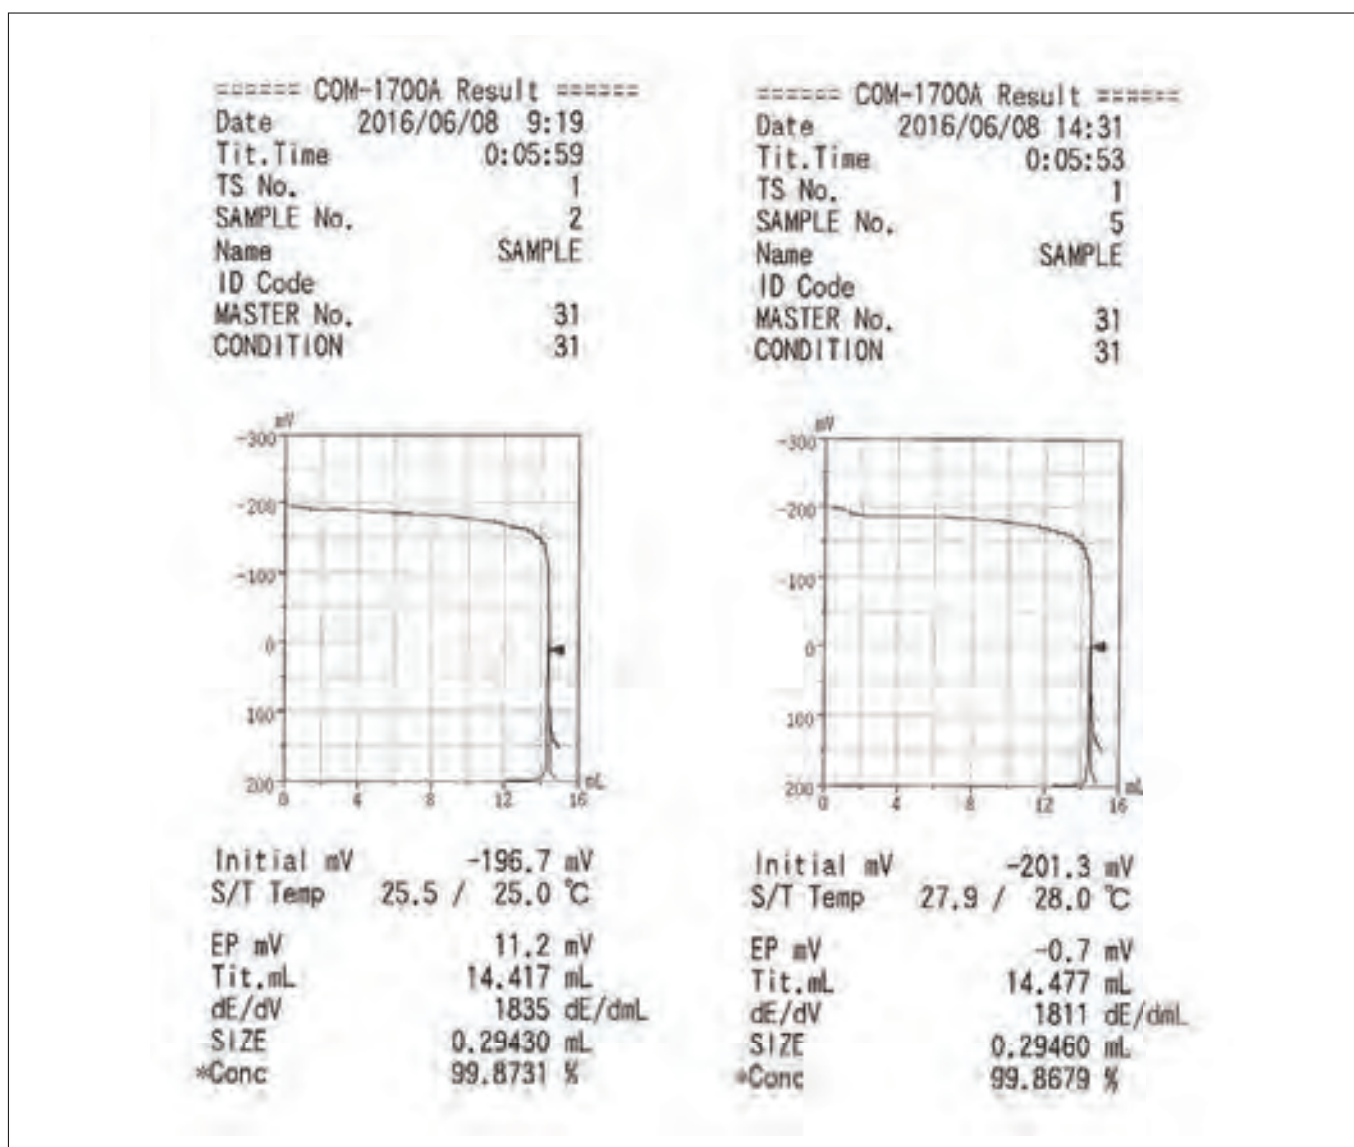 ====== COM-1700A Result ======
Date 2016/06/08 9:19
Tit.Time 0:05:59
TS No. 1
SAMPLE No. 2
Name SAMPLE
ID Code
MASTER No. 31
CONDITION 31
mV
-300
-200
-100
0
100
200
0 4 8 12 16 mL
Initial mV -196.7 mV
S/T Temp 25.5 / 25.0 ℃
EP mV 11.2 mV
Tit.mL 14.417 mL
dE/dV 1835 dE/dmL
SIZE 0.29430 mL
*Conc 99.8731 %
====== COM-1700A Result ======
Date 2016/06/08 14:31
Tit.Time 0:05:53
TS No. 1
SAMPLE No. 5
Name SAMPLE
ID Code
MASTER No. 31
CONDITION 31
mV
-300
-200
-100
0
100
200
0 4 8 12 16 mL
Initial mV -201.3 mV
S/T Temp 27.9 / 28.0 ℃
EP mV -0.7 mV
Tit.mL 14.477 mL
dE/dV 1811 dE/dmL
SIZE 0.29460 mL
*Conc 99.8679 %